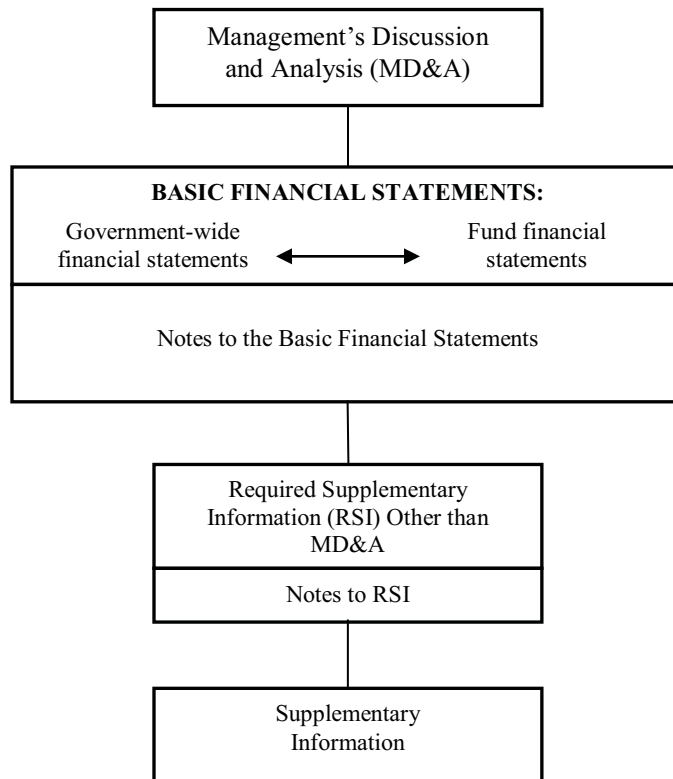 Management’s Discussion
and Analysis (MD&A)
BASIC FINANCIAL STATEMENTS:
Government-wide
financial statements
Fund financial
statements
Notes to the Basic Financial Statements
Required Supplementary
Information (RSI) Other than
MD&A
Notes to RSI
Supplementary
Information